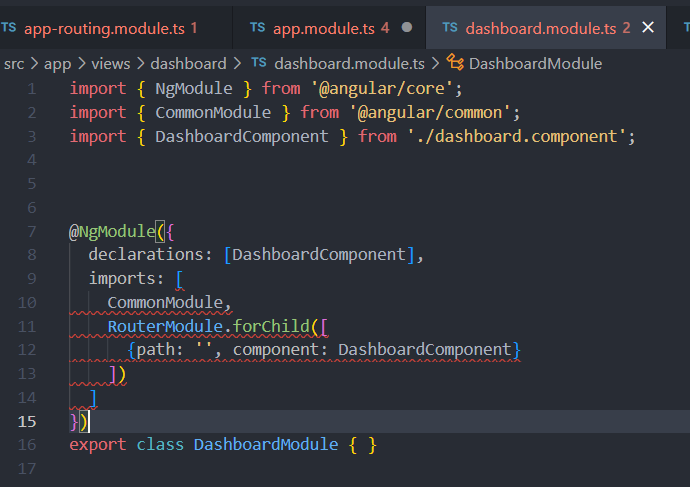 TS app-routing.module.ts 1 TS app.module.ts 4 TS dashboard.module.ts 2 TS
src > app > views > dashboard > TS dashboard.module.ts > DashboardModule
1 import { NgModule } from '@angular/core';
2 import { CommonModule } from '@angular/common';
3 import { DashboardComponent } from './dashboard.component';
4
5
6
7 @NgModule({
8   declarations: [DashboardComponent],
9   imports: [
10     CommonModule,
11     RouterModule.forChild([
12       {path: '', component: DashboardComponent}
13     ])
14   ]
15 })
16 export class DashboardModule { }
17